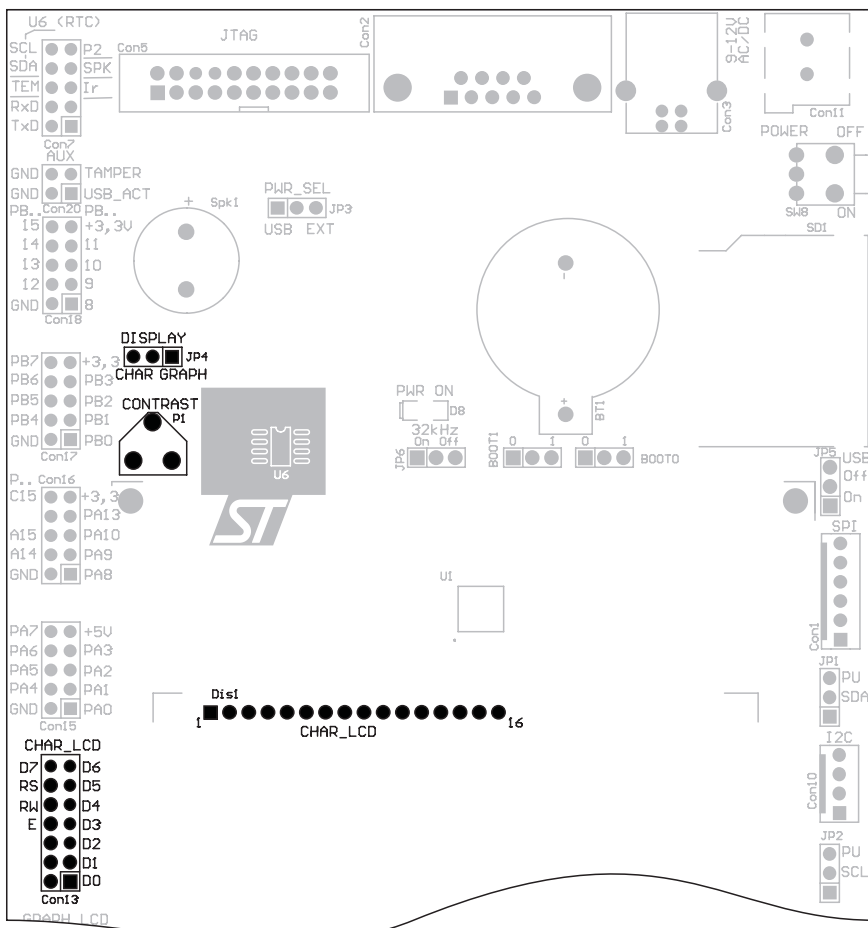 U6 (RTC)
SCL P2
SDA SPK
TEM Ir
RxD
TxD
Con7
Con5
JTAG
Con2
Con3
9-12V
AC/DC
Con11
POWER OFF
SW8 ON
SD1
AUX
GND TAMPER
GND USB_ACT
PB.. Con20 PB..
15 +3,3V
14 11
13 10
12 9
GND 8
Con18
+ Spk1
PWR_SEL
JP3
USB EXT
DISPLAY
JP4
CHAR GRAPH
PB7 +3,3
PB6 PB3
PB5 PB2
PB4 PB1
GND PB0
Con17
CONTRAST
P1
U6
ST
-
+
BT1
PWR ON
D8
32kHz
On Off
JP6
BOOT1
0 1
0 1
BOOT0
JP5
USB
Off
On
P.. Con16
C15 +3,3
PA13
A15 PA10
A14 PA9
GND PA8
U1
SPI
Con1
PA7 +5V
PA6 PA3
PA5 PA2
PA4 PA1
GND PA0
Con15
Dis1
1 16
CHAR_LCD
JP1
PU
SDA
I2C
Con10
JP2
PU
SCL
CHAR_LCD
D7 D6
RS D5
RW D4
E D3
D2
D1
D0
Con13
GRAPH LCD